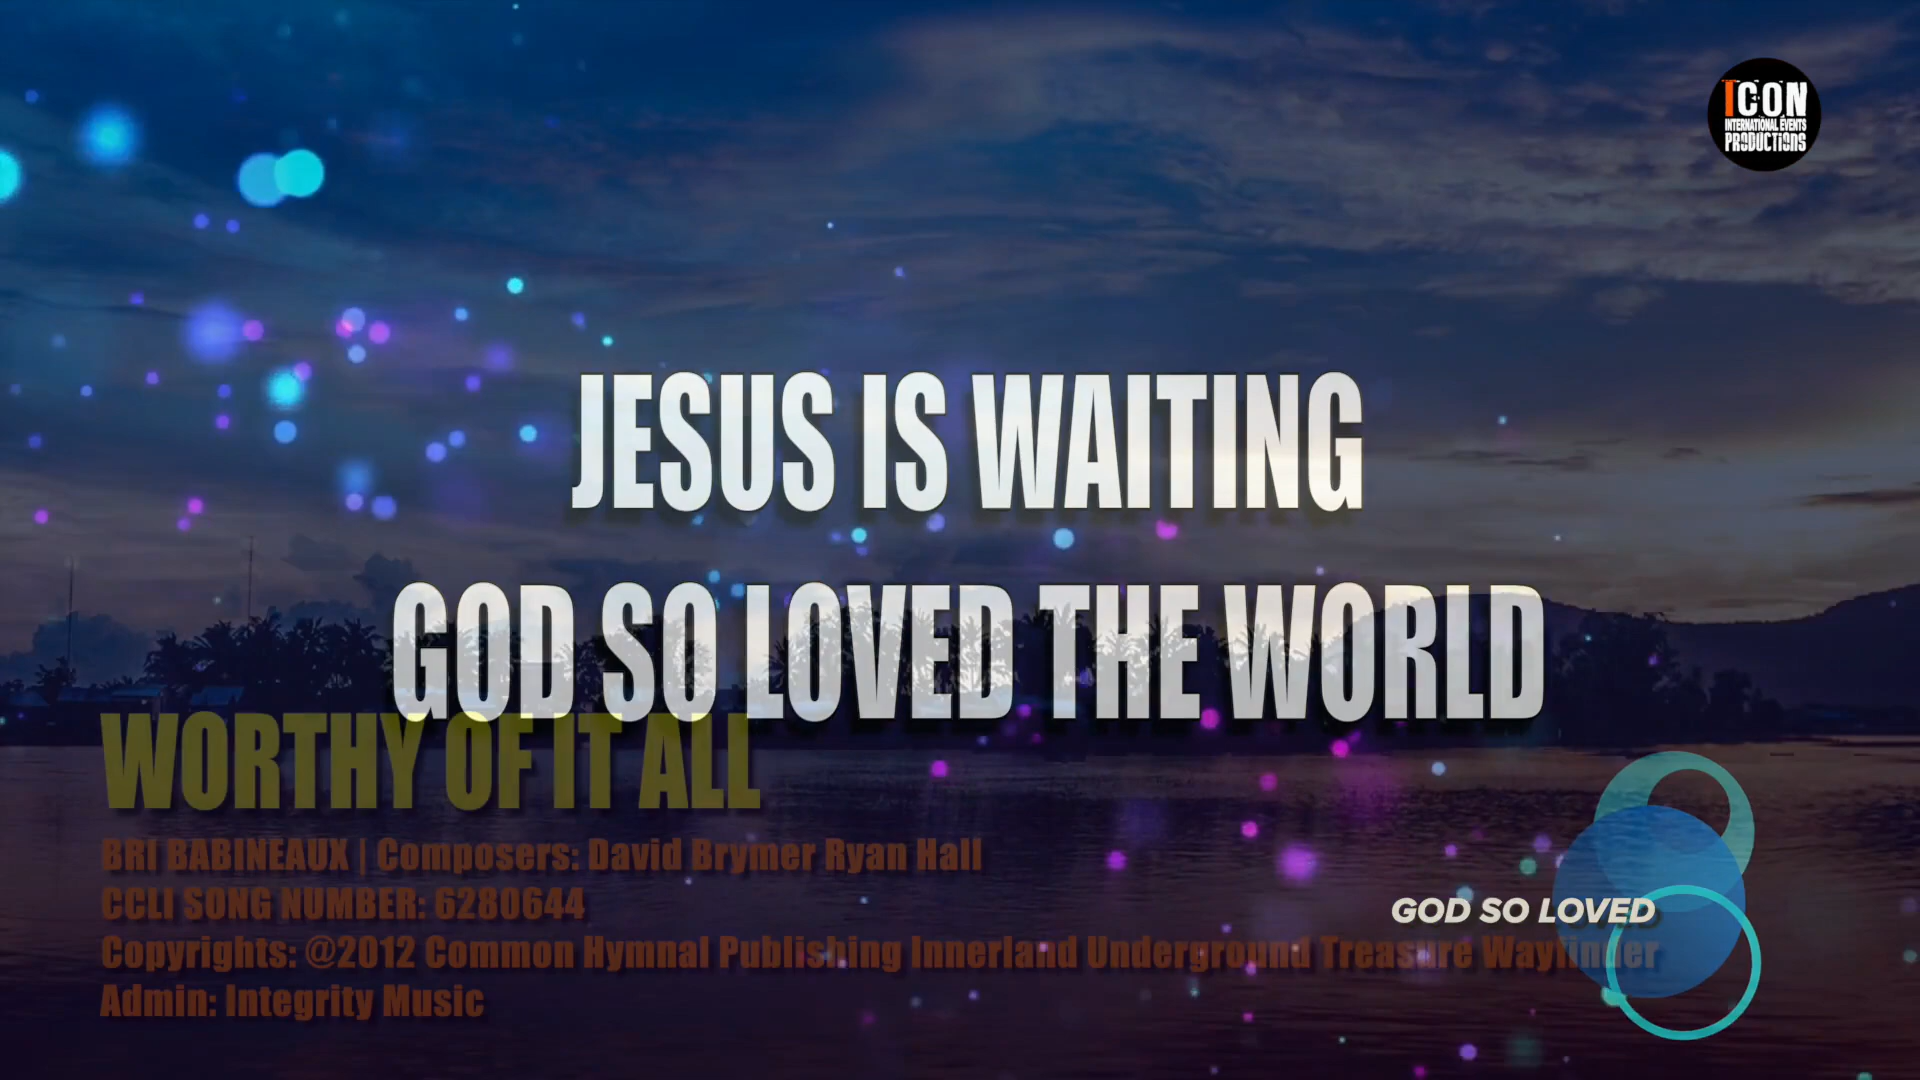 ICON
INTERNATIONAL EVENTS
PRODUCTIONS
JESUS IS WAITING
GOD SO LOVED THE WORLD
WORTHY OF IT ALL
BRI BABINEAUX | Composers: David Brymer Ryan Hall
CCLI SONG NUMBER: 6280644
GOD SO LOVED
Copyrights: @2012 Common Hymnal Publishing Innerland Underground Treasure Wayfinder
Admin: Integrity Music